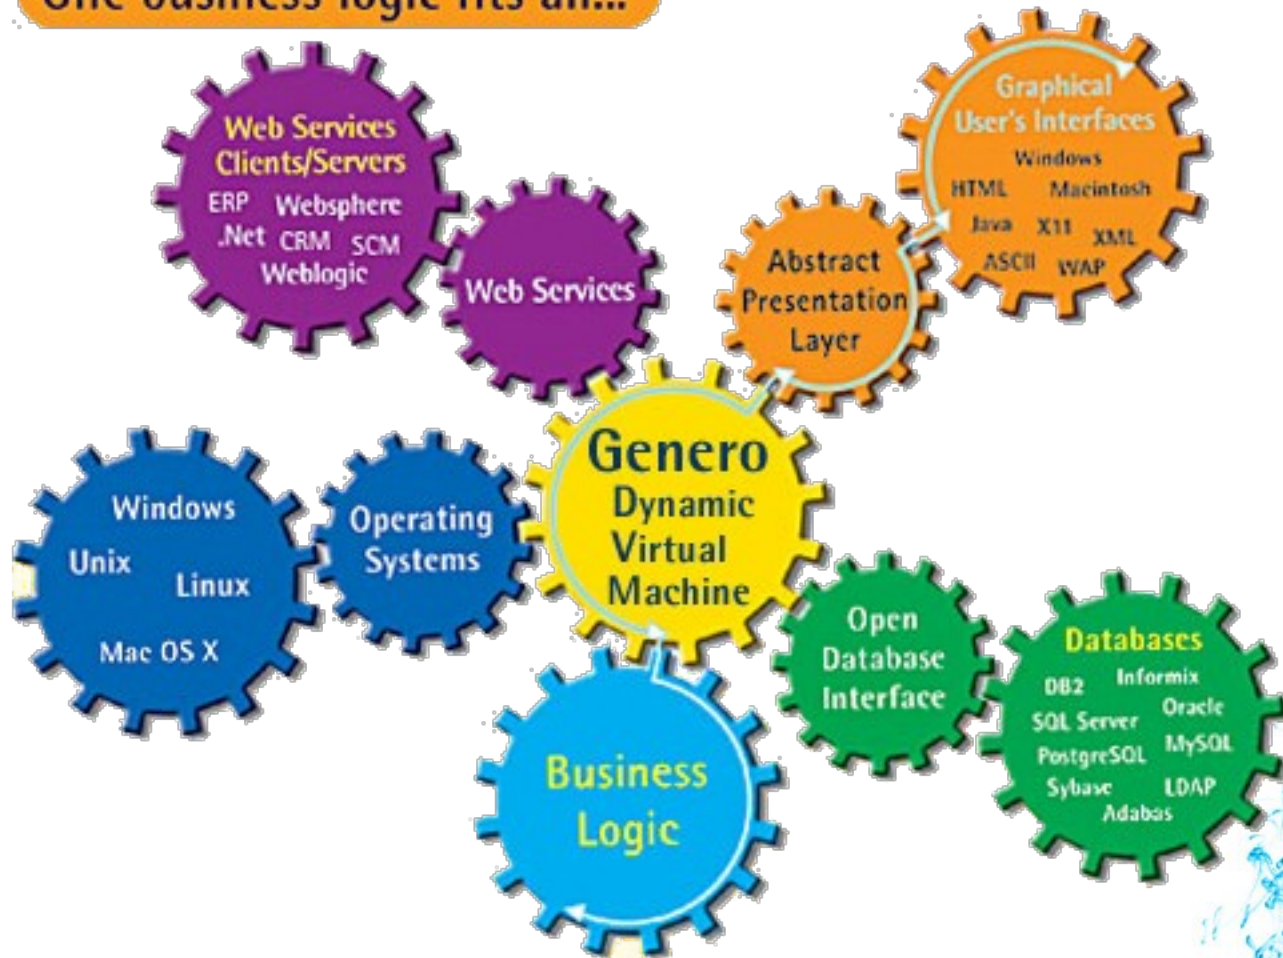 One business logic fits all...
Web Services
Clients/Servers
ERP Websphere
.Net CRM SCM
Weblogic
Web Services
Graphical
User's Interfaces
Windows
HTML Macintosh
Java X11 XML
ASCII WAP
Abstract
Presentation
Layer
Genero
Dynamic
Virtual
Machine
Windows
Unix
Linux
Mac OS X
Operating
Systems
Open
Database
Interface
Databases
DB2 Informix
SQL Server Oracle
PostgreSQL MySQL
Sybase LDAP
Adabas
Business
Logic